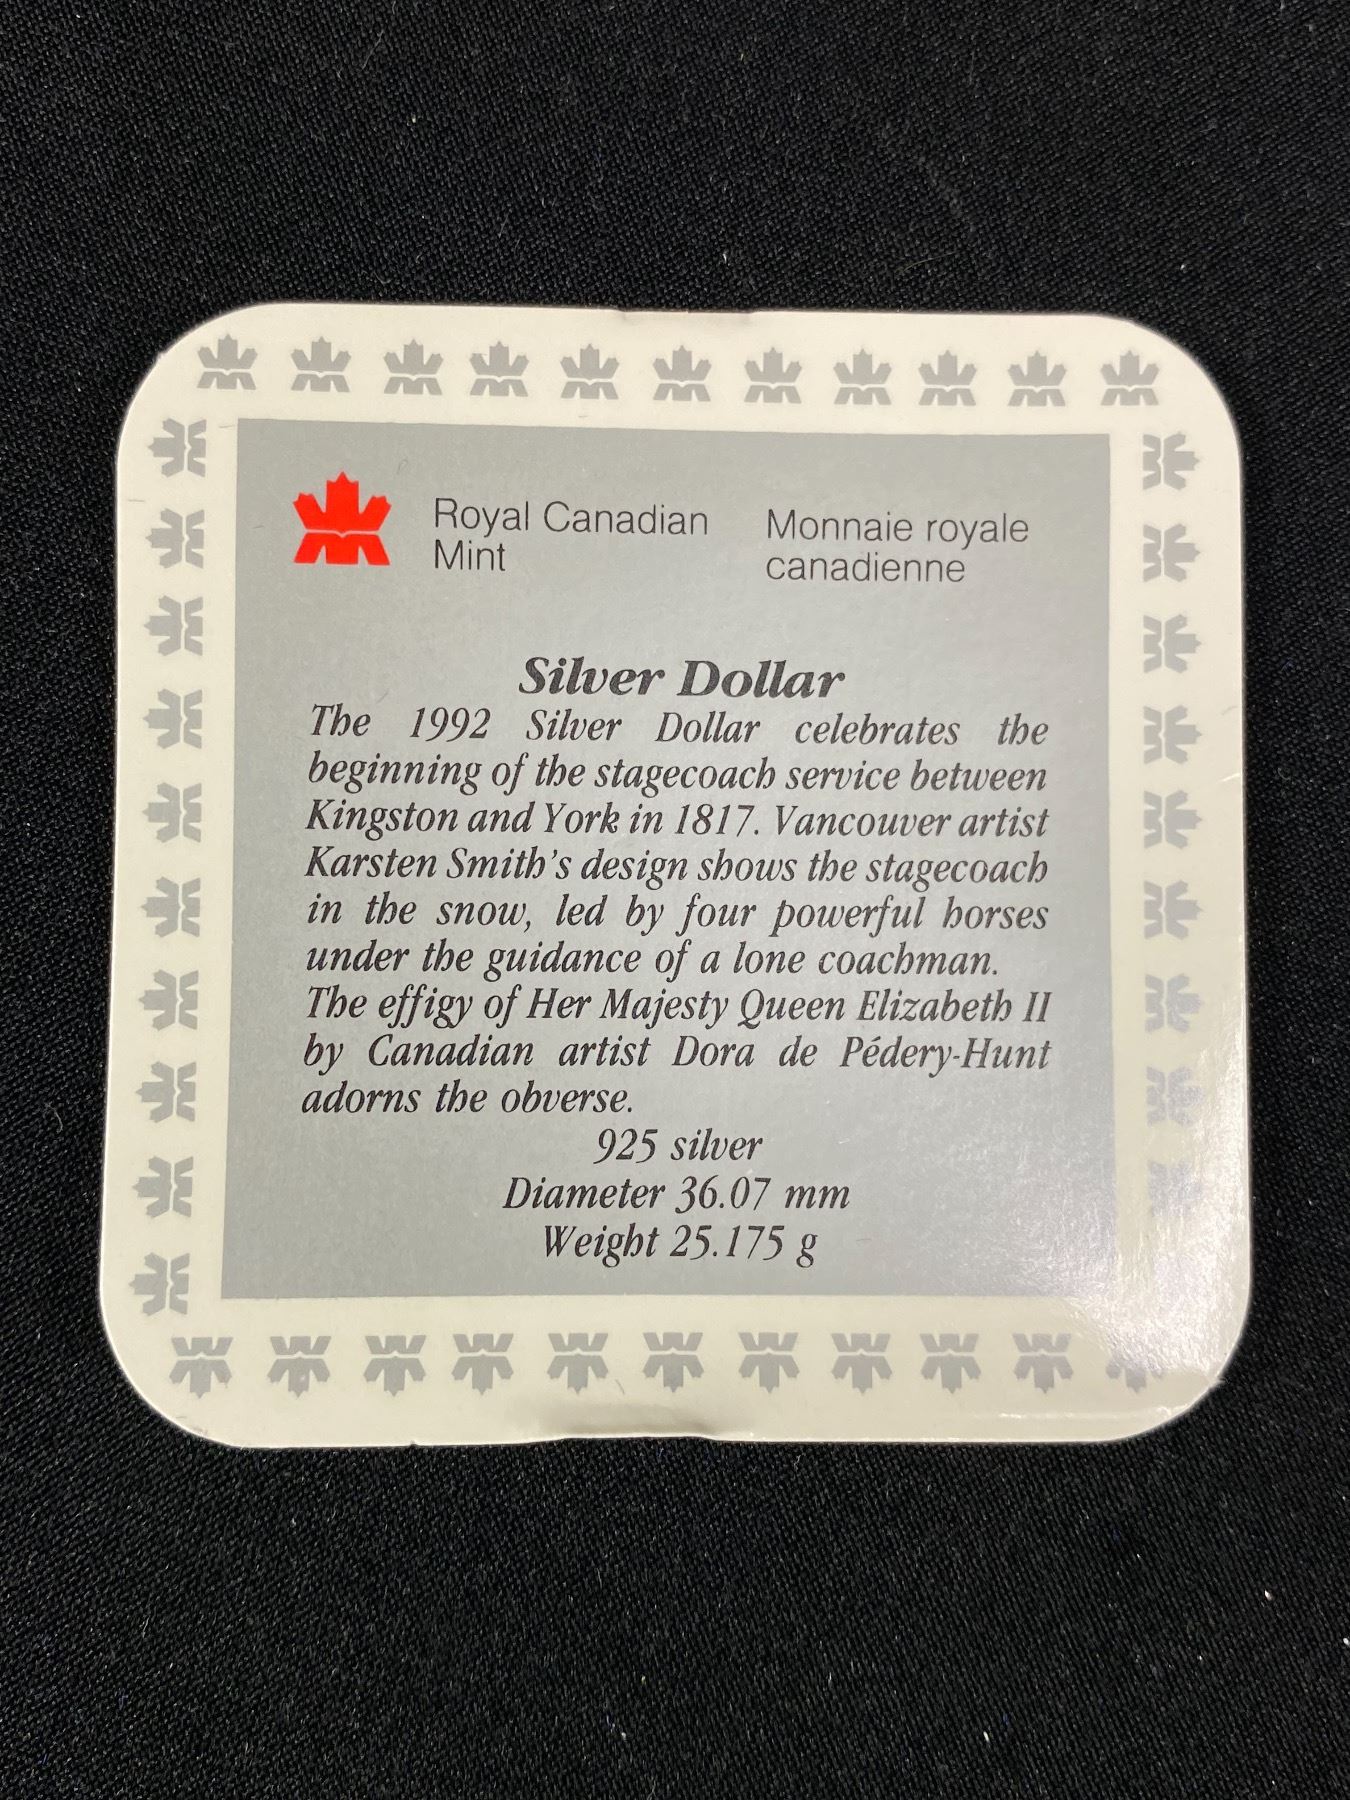 Royal Canadian
Mint
Monnaie royale
canadienne
Silver Dollar
The 1992 Silver Dollar celebrates the
beginning of the stagecoach service between
Kingston and York in 1817. Vancouver artist
Karsten Smith's design shows the stagecoach
in the snow, led by four powerful horses
under the guidance of a lone coachman.
The effigy of Her Majesty Queen Elizabeth II
by Canadian artist Dora de Pédery-Hunt
adorns the obverse.
925 silver
Diameter 36.07 mm
Weight 25.175 g